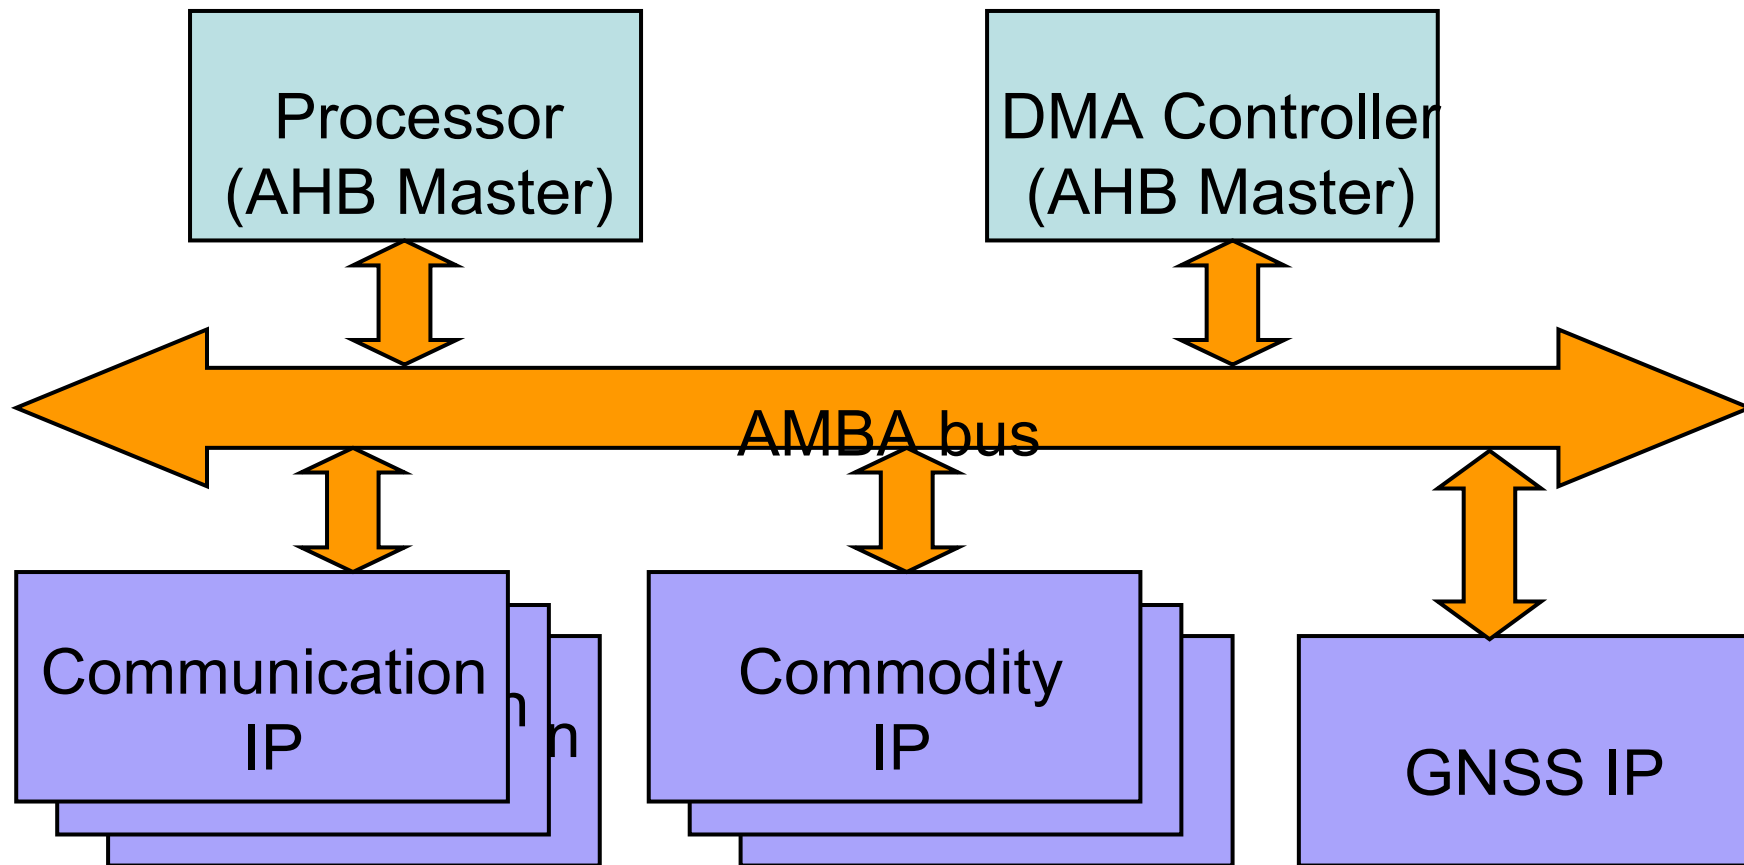 Processor
(AHB Master)
DMA Controller
(AHB Master)
AMBA bus
Communication
IP
n
n
Commodity
IP
GNSS IP